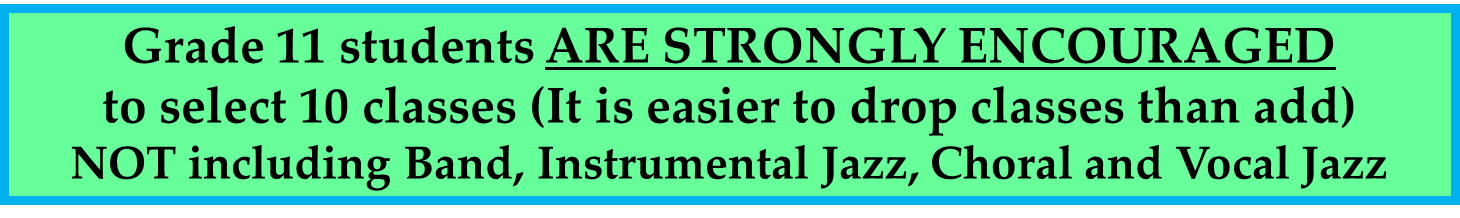 Grade 11 students ARE STRONGLY ENCOURAGED
to select 10 classes (It is easier to drop classes than add)
NOT including Band, Instrumental Jazz, Choral and Vocal Jazz